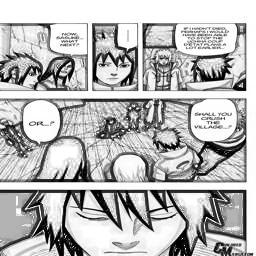 IF I HADN'T DIED,
PERHAPS I WOULD
HAVE BEEN ABLE
TO STOP THE
UCHIHA COUP
D'ETAT PLANS A
LOT EARLIER...
NOW,
SASUKE...
WHAT
NEXT?
SHALL YOU
CRUSH
THE
VILLAGE...?
OR...?